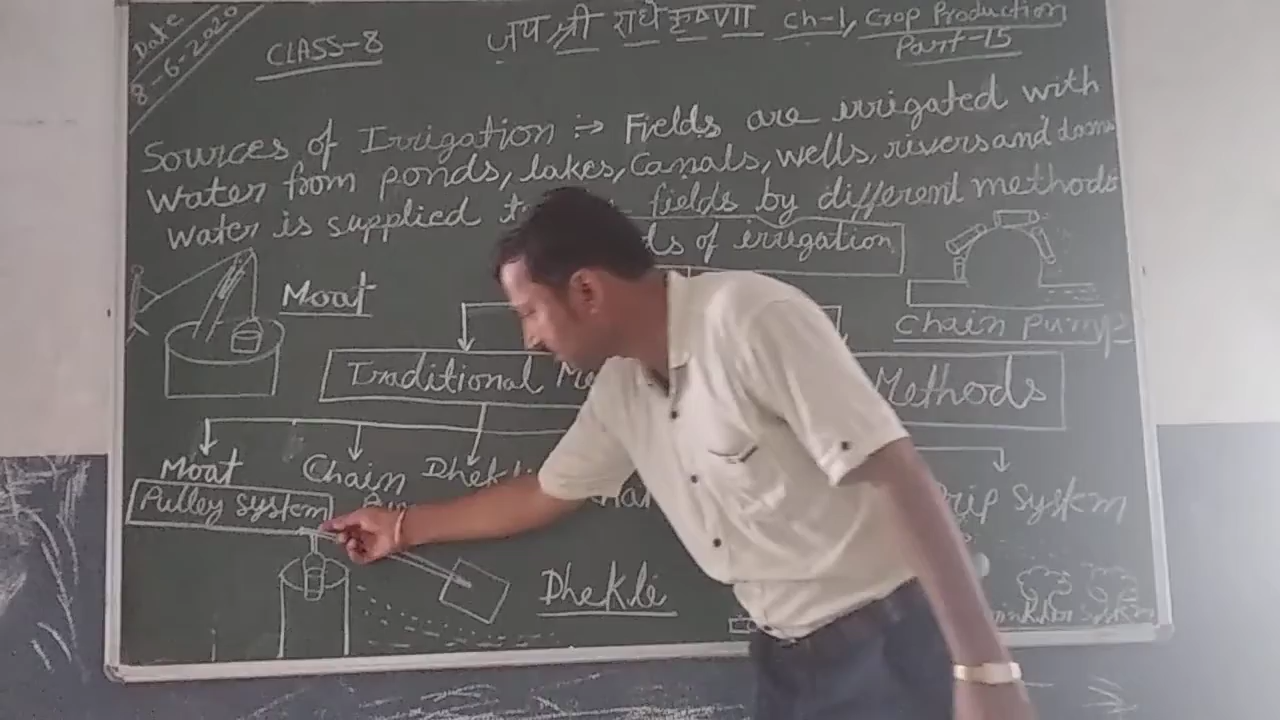 Date
8-6-2020
CLASS-8
जय श्री राधे कृष्णा ch-1, Crop Production
Part-15
Sources of Irrigation :→ Fields are irrigated with
Water from ponds, lakes, Canals, wells, rivers and dams
Water is supplied fields by different methods
of irrigation
Moat
Chain Pump
Traditional
Methods
Moat
Chain
Pulley System
System
Dhekli